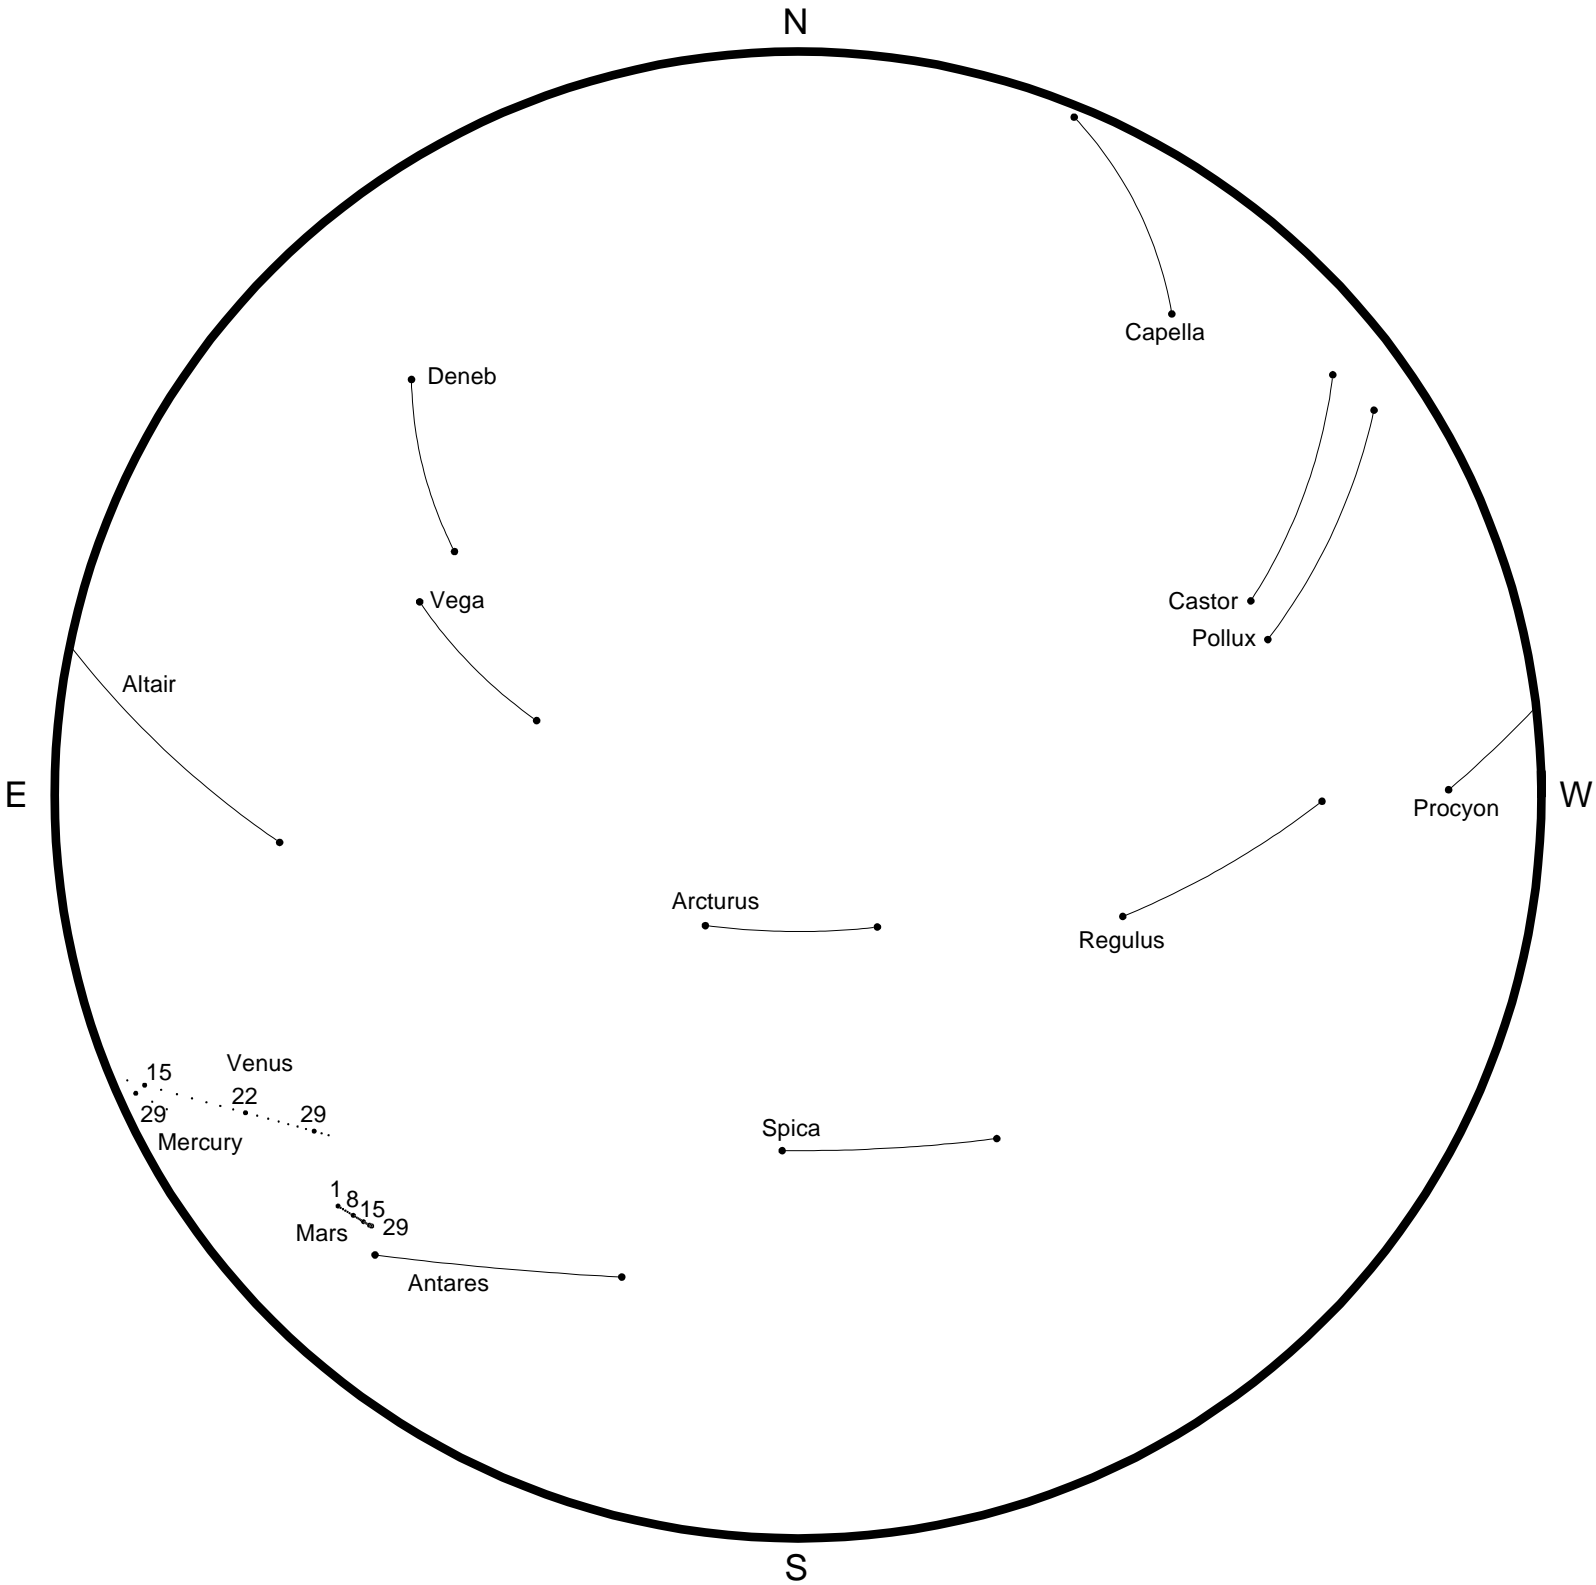 N
Capella
Deneb
Vega
Castor
Pollux
Altair
E
W
Procyon
Arcturus
Regulus
Venus
15
22
29
29
Mercury
Spica
1
8
15
29
Mars
Antares
S